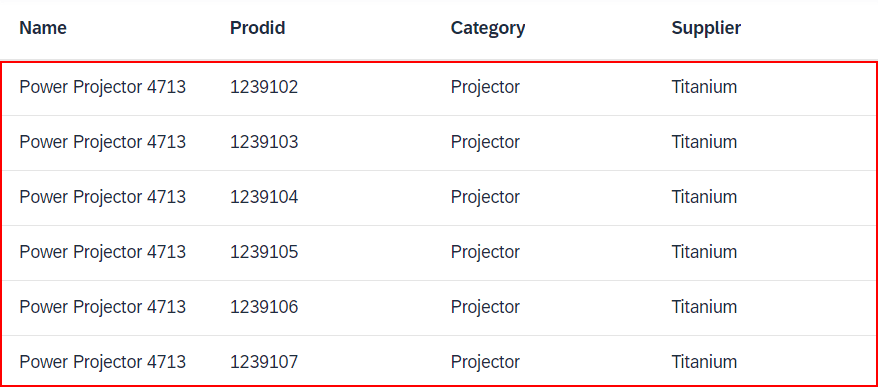 Name Prodid Category Supplier
Power Projector 4713 1239102 Projector Titanium
Power Projector 4713 1239103 Projector Titanium
Power Projector 4713 1239104 Projector Titanium
Power Projector 4713 1239105 Projector Titanium
Power Projector 4713 1239106 Projector Titanium
Power Projector 4713 1239107 Projector Titanium